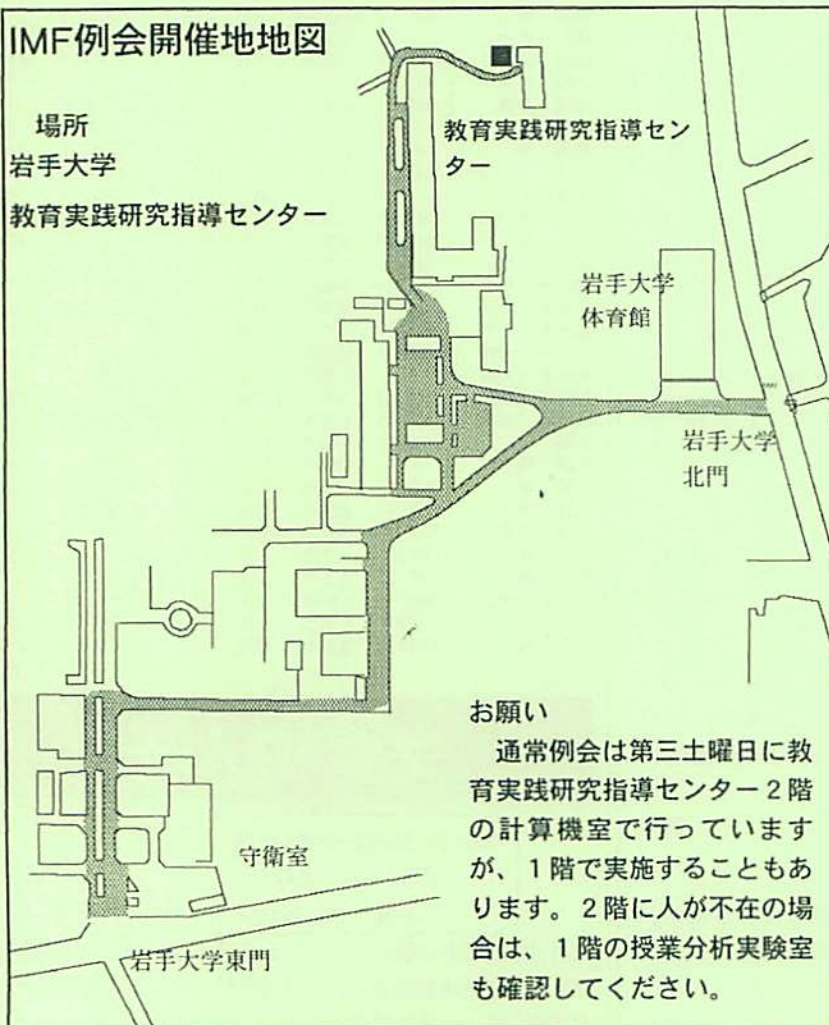 IMF例会開催地地図
場所
岩手大学
教育実践研究指導センター
教育実践研究指導セン
ター
岩手大学
体育館
岩手大学
北門
お願い
通常例会は第三土曜日に教
育実践研究指導センター2階
の計算機室で行っています
が、1階で実施することもあ
ります。2階に人が不在の場
合は、1階の授業分析実験室
も確認してください。
守衛室
岩手大学東門